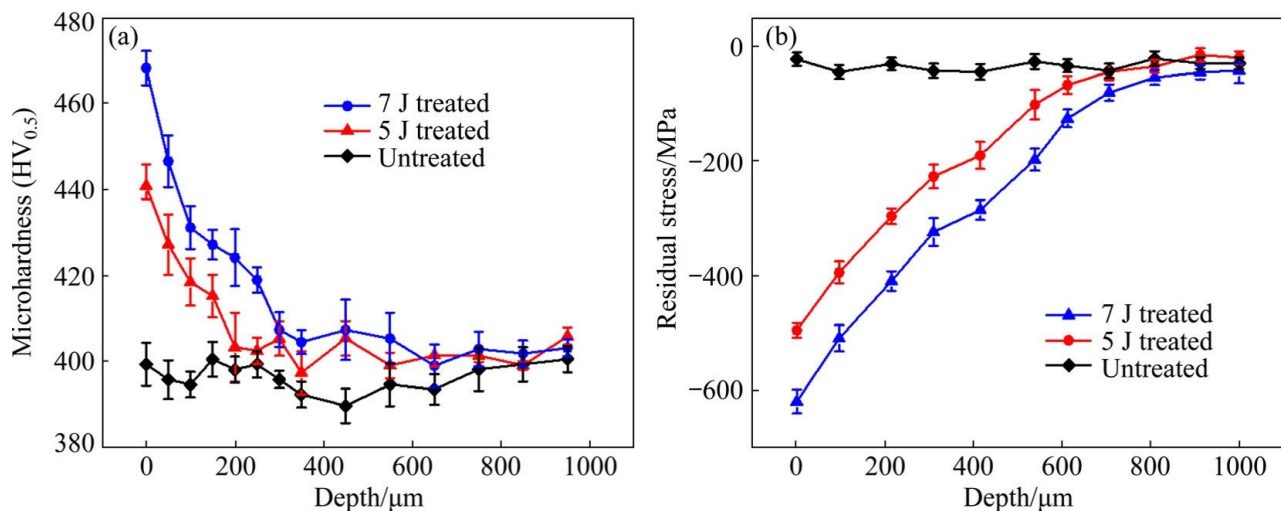 (a)
Microhardness (HV0.5)
480
460
440
420
400
380
7 J treated
5 J treated
Untreated
0 200 400 600 800 1000
Depth/μm
(b)
Residual stress/MPa
0
−200
−400
−600
7 J treated
5 J treated
Untreated
0 200 400 600 800 1000
Depth/μm